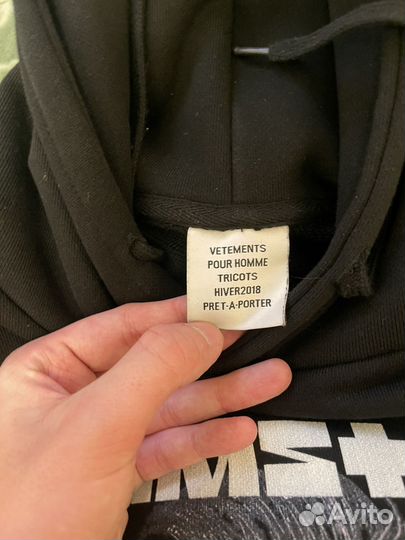 VETEMENTS
POUR HOMME
TRICOTS
HIVER2018
PRET-A-PORTER
Avito